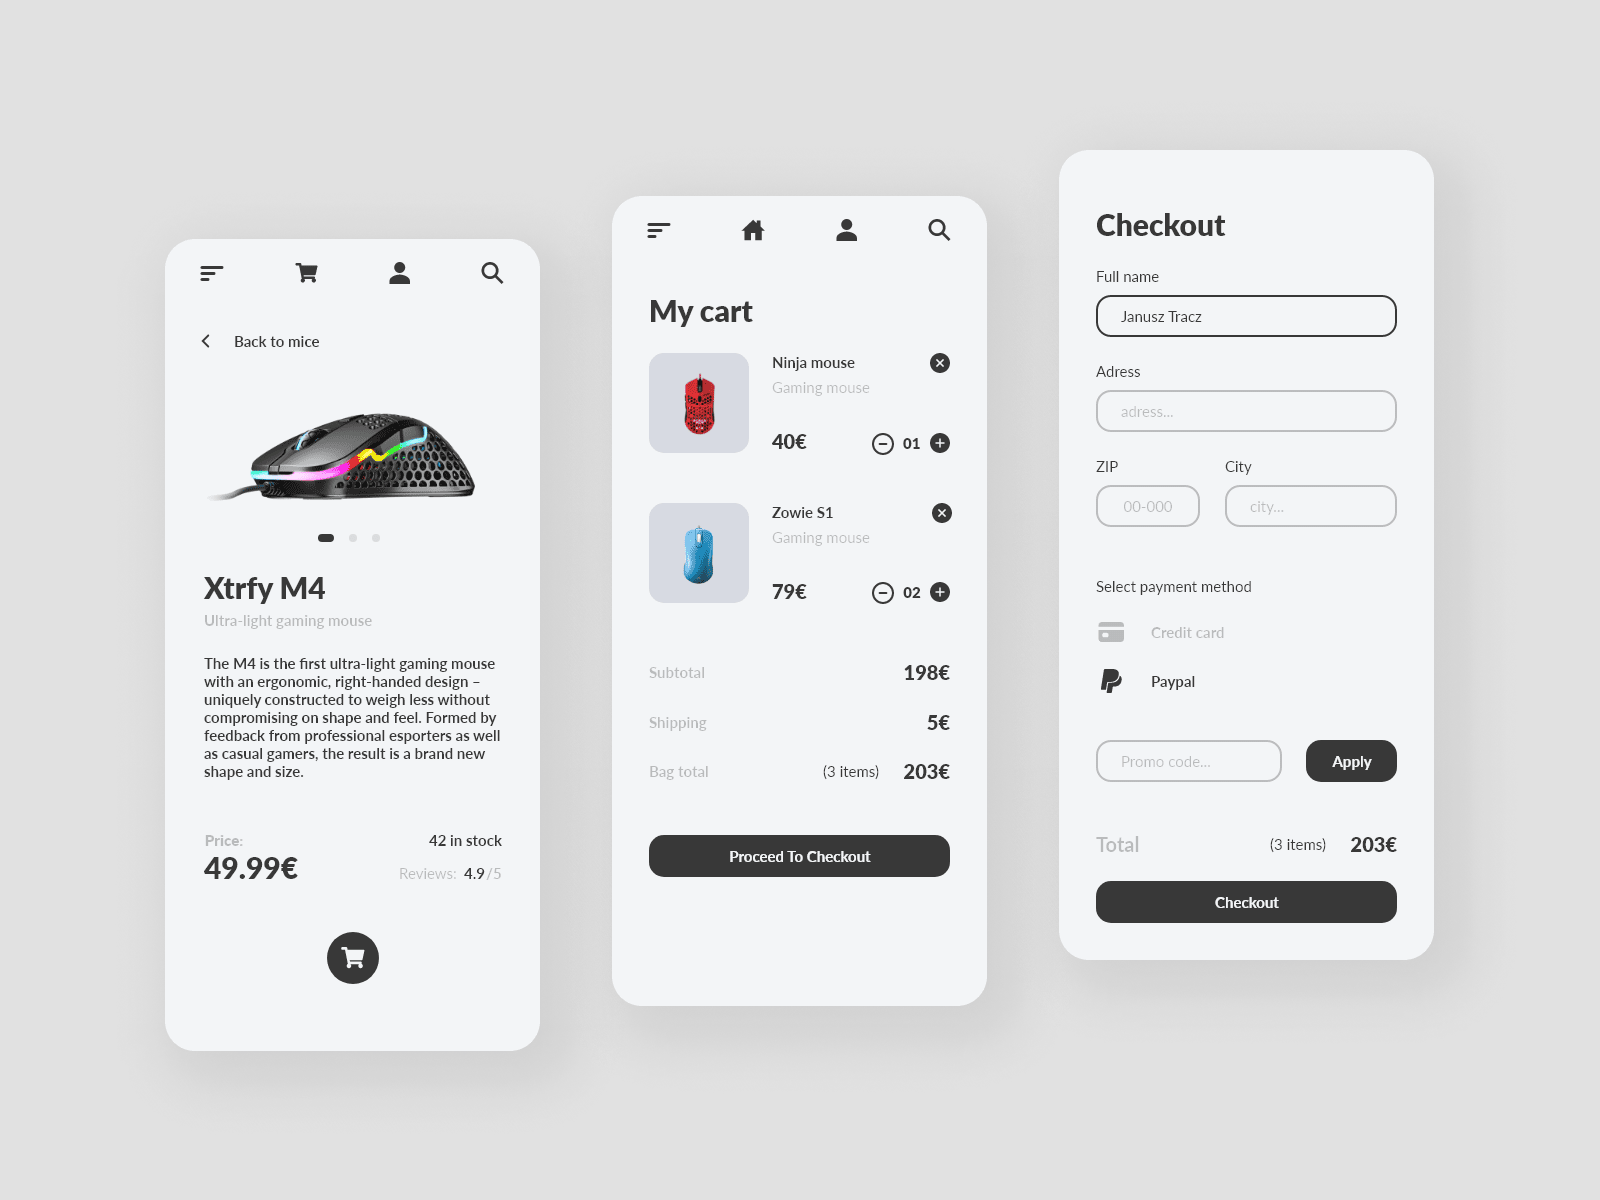 Back to mice
Xtrfy M4
Ultra-light gaming mouse
The M4 is the first ultra-light gaming mouse
with an ergonomic, right-handed design –
uniquely constructed to weigh less without
compromising on shape and feel. Formed by
feedback from professional esporters as well
as casual gamers, the result is a brand new
shape and size.
Price:
42 in stock
49.99€
Reviews: 4.9/5
My cart
Ninja mouse
Gaming mouse
40€
01
Zowie S1
Gaming mouse
79€
02
Subtotal 198€
Shipping 5€
Bag total (3 items) 203€
Proceed To Checkout
Checkout
Full name
Janusz Tracz
Adress
adress...
ZIP City
00-000 city...
Select payment method
Credit card
Paypal
Promo code... Apply
Total (3 items) 203€
Checkout